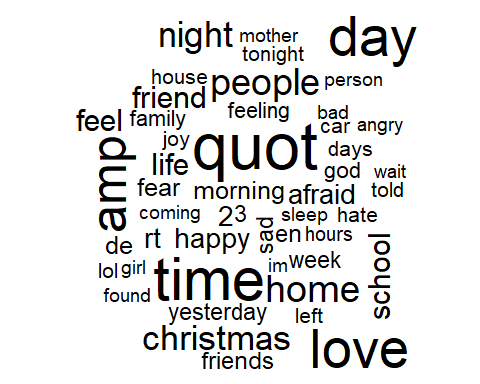 night mother day
tonight
house people person
friend
feel family feeling bad
car angry
joy quot days
life god wait
amp fear morning afraid told
coming 23 sleep hate
de rt happy sad en hours
lol girl time im week school
found home
yesterday left
christmas love
friends